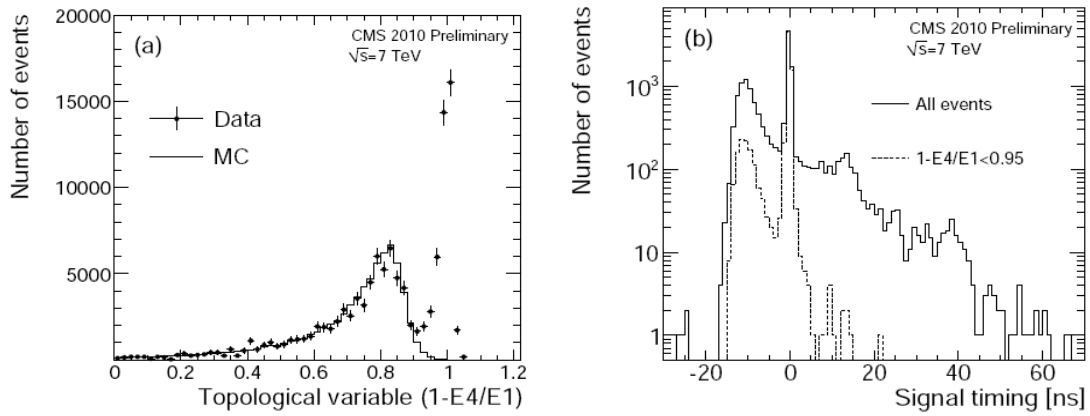 20000
15000
10000
5000
0
0.2
0.4
0.6
0.8
1
1.2
Number of events
Topological variable (1-E4/E1)
(a)
CMS 2010 Preliminary
√s=7 TeV
Data
MC
10³
10²
10
1
-20
0
20
40
60
Number of events
Signal timing [ns]
(b)
CMS 2010 Preliminary
√s=7 TeV
All events
1-E4/E1<0.95